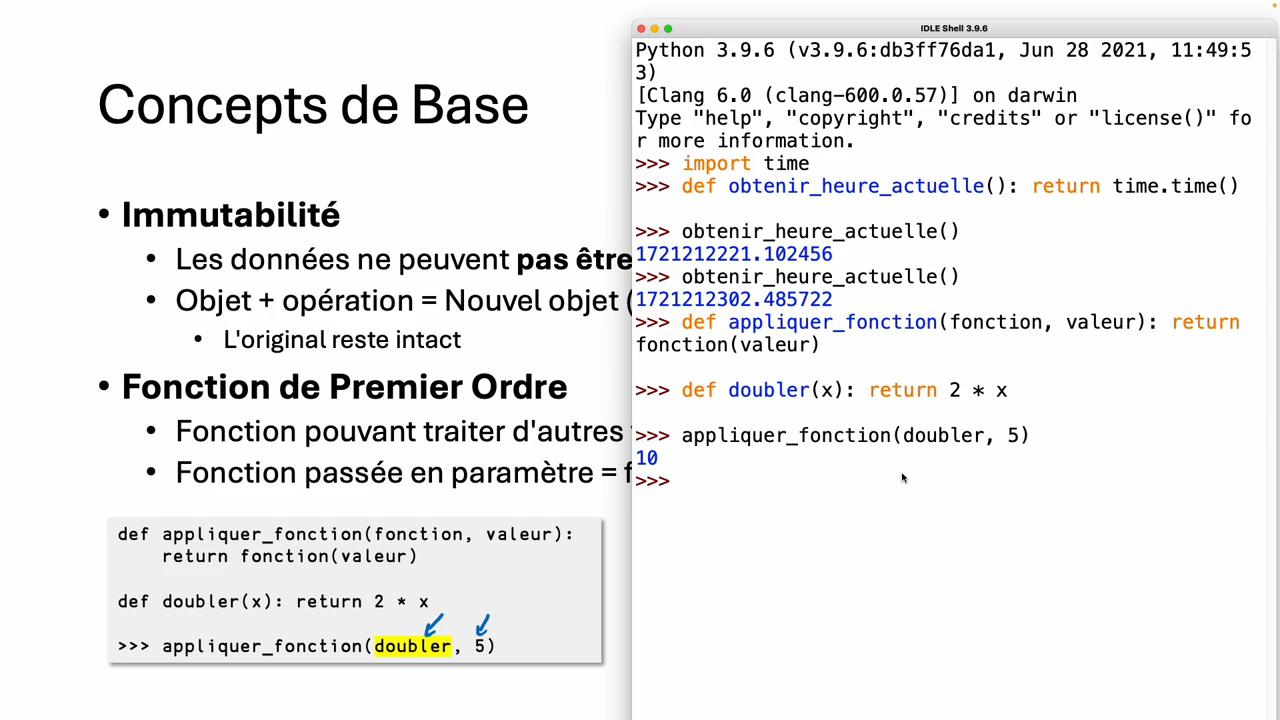 Concepts de Base
• Immutabilité
• Les données ne peuvent pas être
• Objet + opération = Nouvel objet (
• L'original reste intact
• Fonction de Premier Ordre
• Fonction pouvant traiter d'autres
• Fonction passée en paramètre = f
def appliquer_fonction(fonction, valeur):
    return fonction(valeur)
def doubler(x): return 2 * x
>>> appliquer_fonction(doubler, 5)
IDLE Shell 3.9.6
Python 3.9.6 (v3.9.6:db3ff76da1, Jun 28 2021, 11:49:5
3)
[Clang 6.0 (clang-600.0.57)] on darwin
Type "help", "copyright", "credits" or "license()" fo
r more information.
>>> import time
>>> def obtenir_heure_actuelle(): return time.time()
>>> obtenir_heure_actuelle()
1721212221.102456
>>> obtenir_heure_actuelle()
1721212302.485722
>>> def appliquer_fonction(fonction, valeur): return
fonction(valeur)
>>> def doubler(x): return 2 * x
>>> appliquer_fonction(doubler, 5)
10
>>>